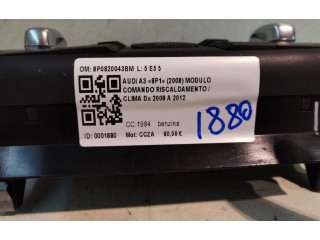 OM: 8P0820043BM L: 5 E5 5
AUDI A3 «8P1» (2008) MODULO
COMANDO RISCALDAMENTO /
CLIMA Da 2008 A 2012
CC:1984 benzina
ID: 0001880 Mot: CCZA 60,08 €
1880